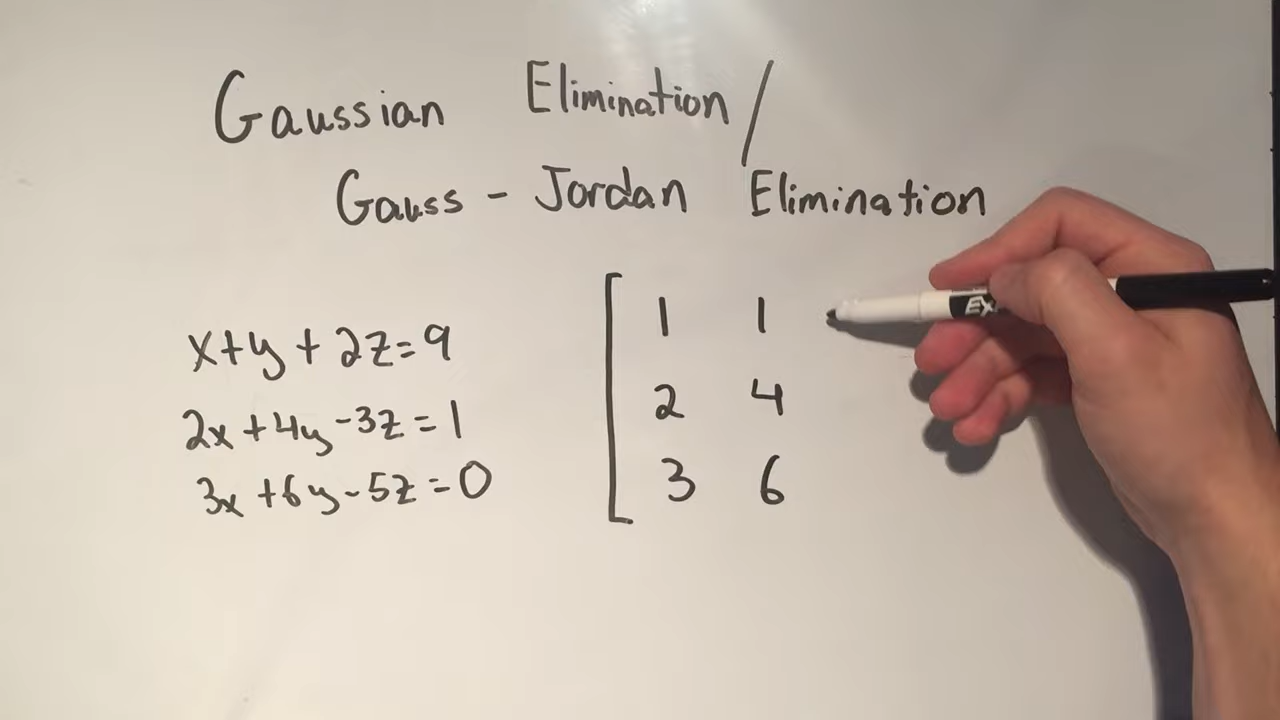 Gaussian Elimination/
Gauss - Jordan Elimination
x+y+2z=9
2x+4y-3z=1
3x+6y-5z=0
1 1
2 4
3 6
EX